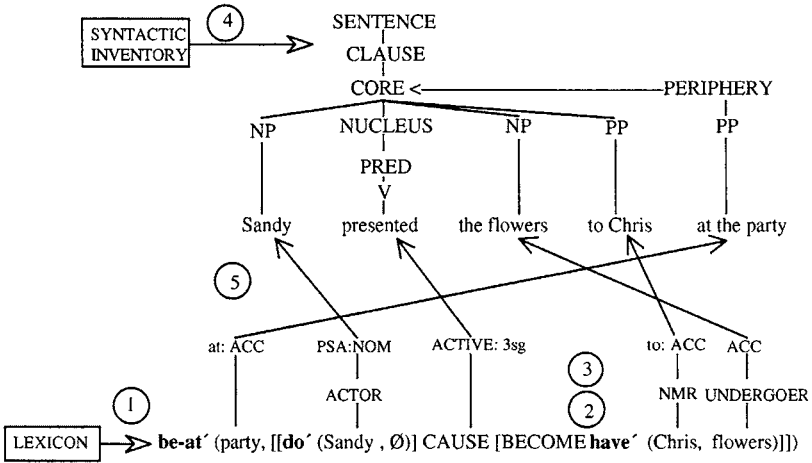 SENTENCE
SYNTACTIC INVENTORY
4
CLAUSE
CORE
PERIPHERY
NP NUCLEUS NP PP PP
PRED
V
Sandy presented the flowers to Chris at the party
5
at: ACC PSA:NOM ACTIVE: 3sg to: ACC ACC
3
ACTOR NMR UNDERGOER
1 2
LEXICON be-at´ (party, [[do´ (Sandy , Ø)] CAUSE [BECOME have´ (Chris, flowers)]])